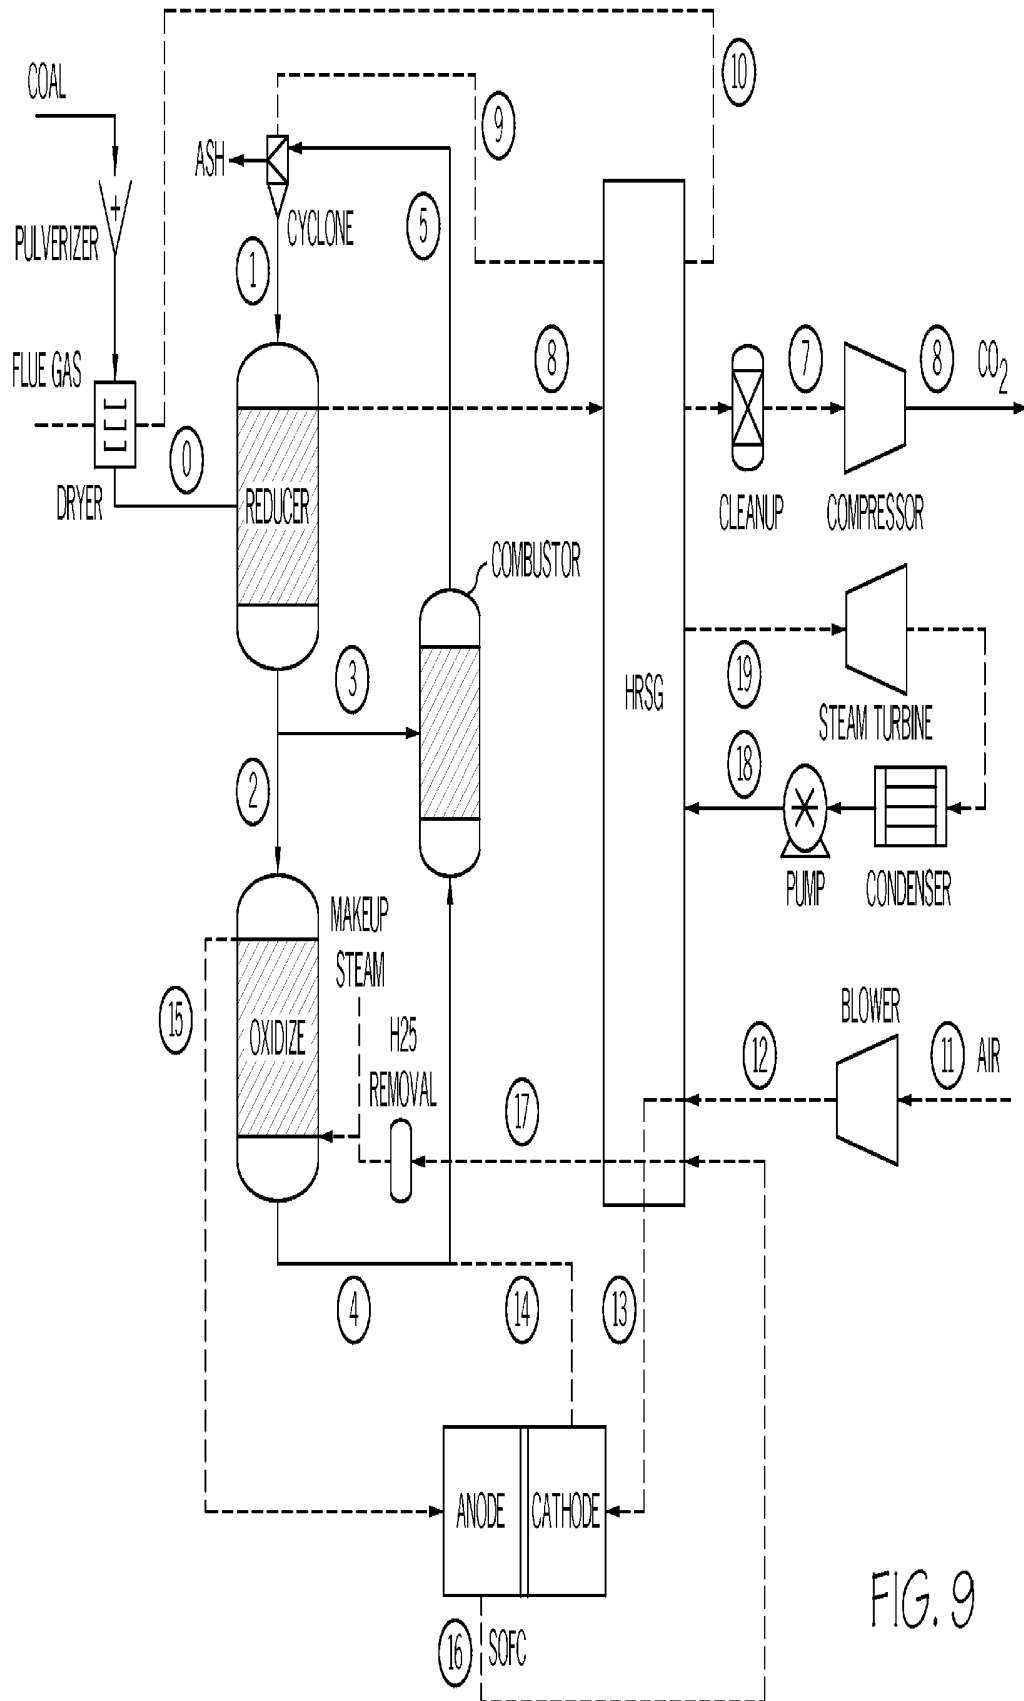 10
COAL
9
ASH
5
CYCLONE
PULVERIZER
1
FLUE GAS
8
7
8
CO2
0
DRYER
REDUCER
CLEANUP
COMPRESSOR
COMBUSTOR
3
HRSG
19
STEAM TURBINE
18
2
PUMP
CONDENSER
MAKEUP
STEAM
15
OXIDIZE
H25
REMOVAL
BLOWER
12
11
AIR
17
4
14
13
ANODE
CATHODE
16
SOFC
FIG. 9